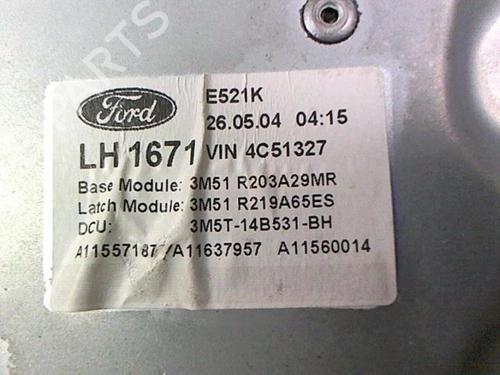 PARTS
Ford
E521K
26.05.04 04:15
LH 1671 VIN 4C51327
Base Module: 3M51 R203A29MR
Latch Module: 3M51 R219A65ES
DCU: 3M5T-14B531-BH
A11557187 /A11637957 A11560014